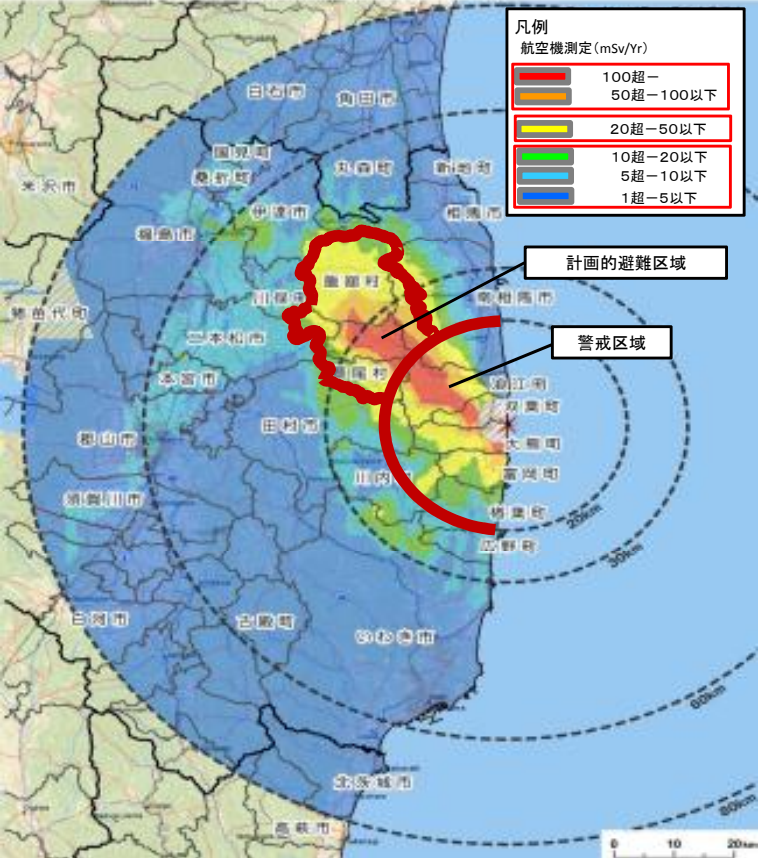 凡例
航空機測定(mSv/Yr)
100超－
50超－100以下
20超－50以下
10超－20以下
5超－10以下
1超－5以下
白石市
角田市
国見町
桑折町
丸森町
新地町
米沢市
伊達市
相馬市
福島市
計画的避難区域
飯舘村
川俣町
南相馬市
猪苗代町
二本松市
警戒区域
葛尾村
本宮市
浪江町
双葉町
田村市
郡山市
大熊町
川内村
富岡町
須賀川市
楢葉町
20km
広野町
30km
白河市
古殿町
いわき市
60km
北茨城市
80km
高萩市
0 10 20km